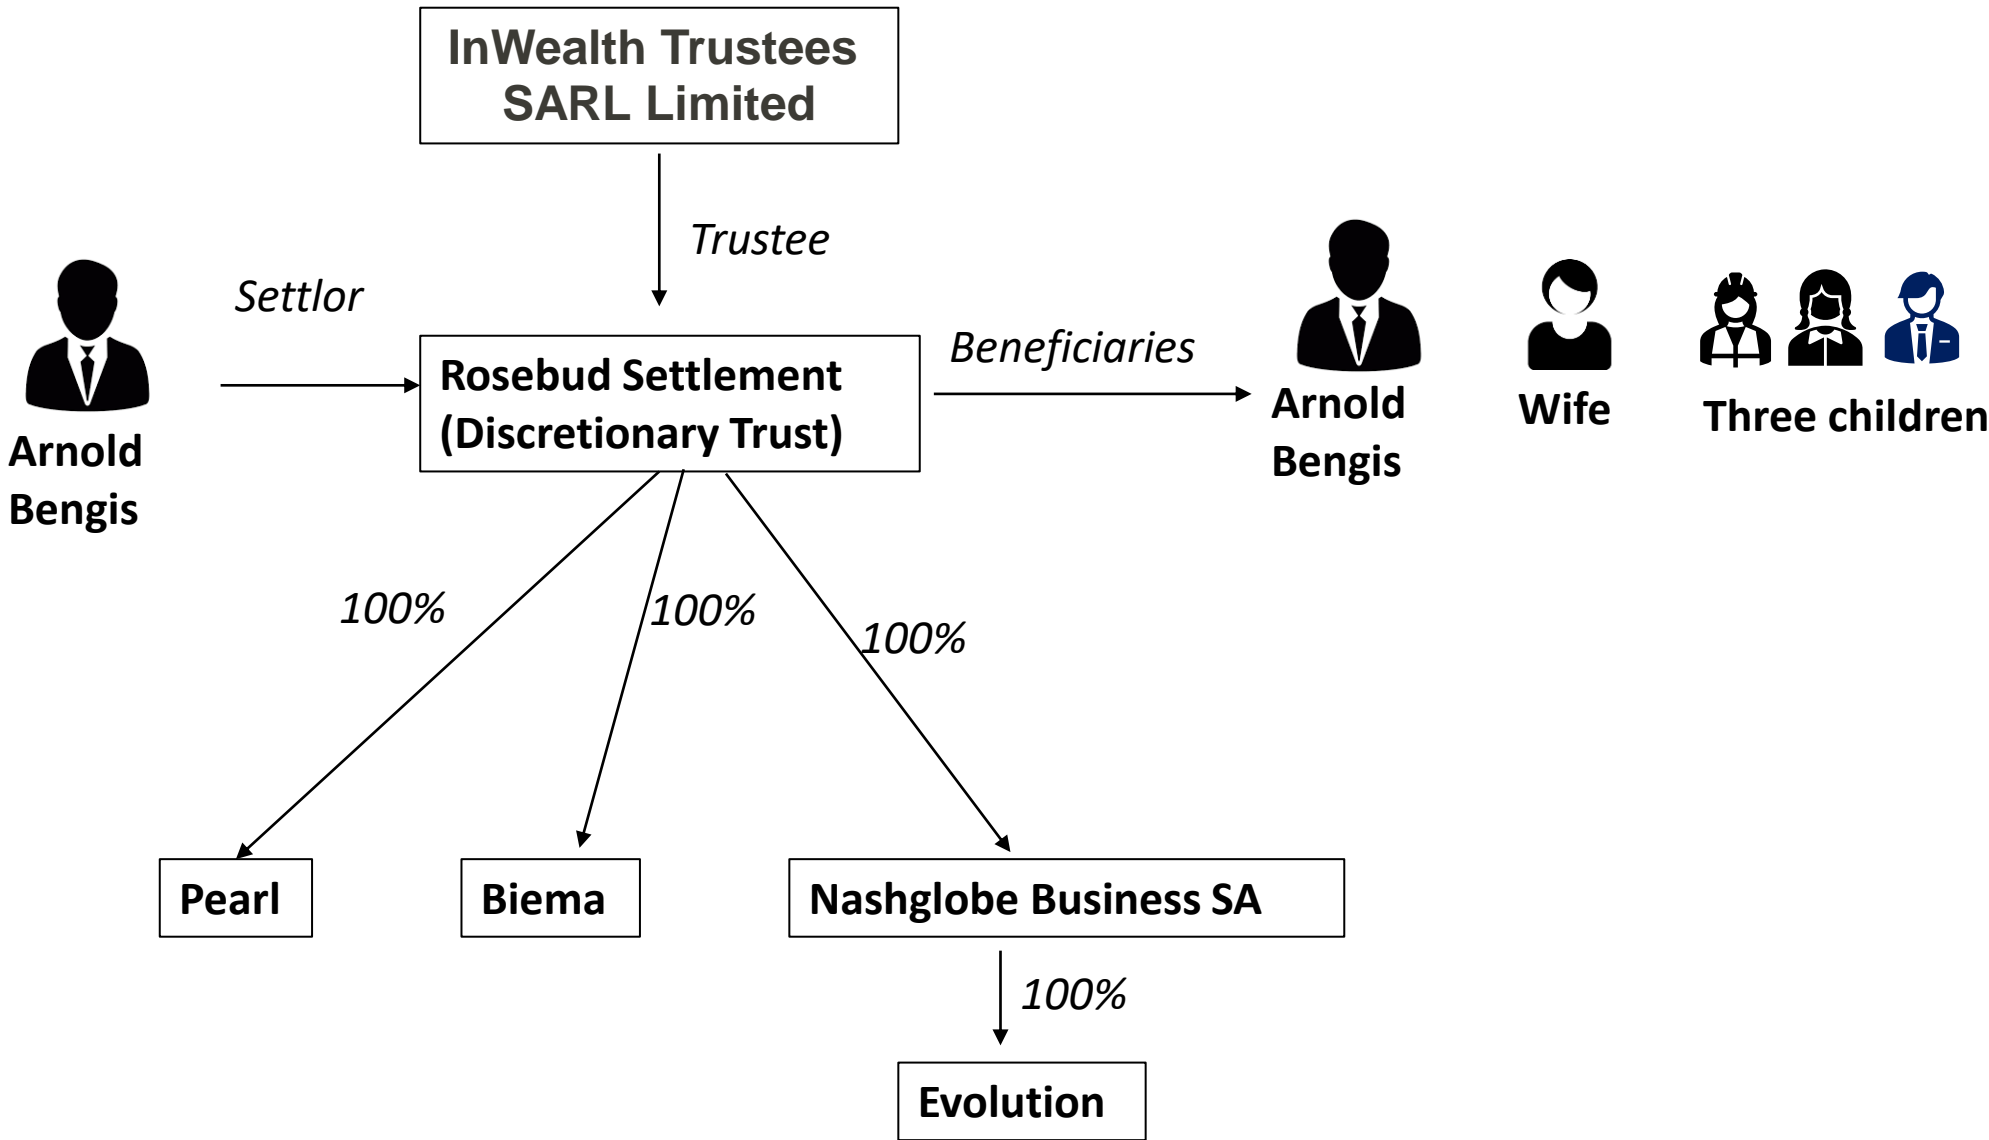 InWealth Trustees
SARL Limited
Trustee
Settlor
Beneficiaries
Rosebud Settlement
(Discretionary Trust)
Arnold
Bengis
Arnold
Bengis
Wife
Three children
100%
100%
100%
Pearl
Biema
Nashglobe Business SA
100%
Evolution